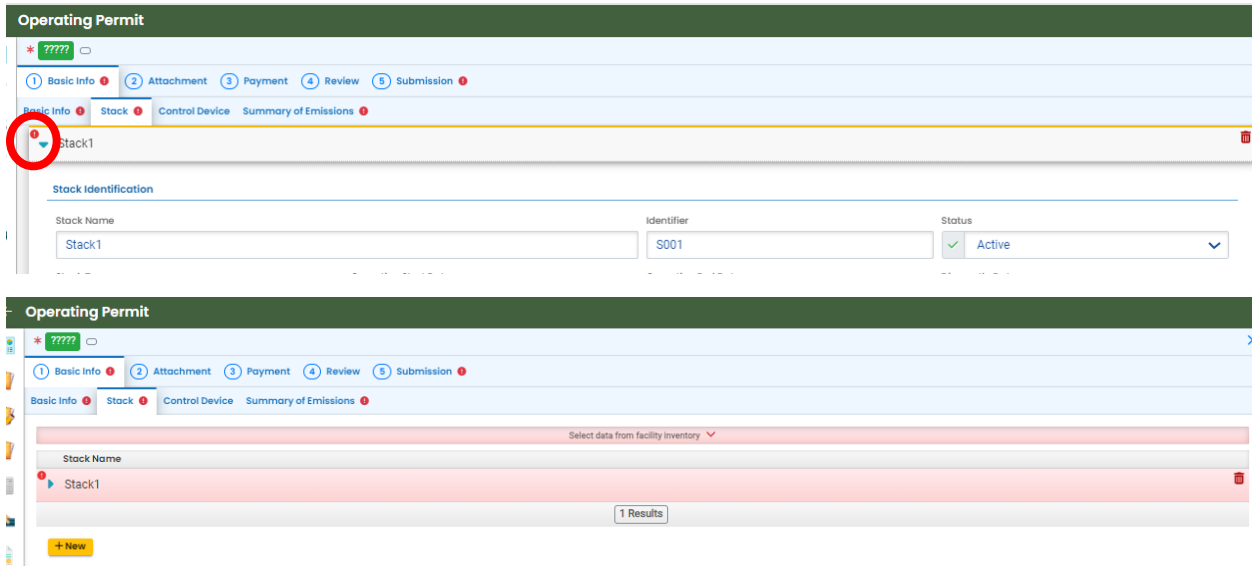 Operating Permit
* ?????
1 Basic Info 2 Attachment 3 Payment 4 Review 5 Submission
Basic Info Stack Control Device Summary of Emissions
Stack1
Stack Identification
Stack Name Identifier Status
Stack1 S001 Active
Operating Permit
* ?????
1 Basic Info 2 Attachment 3 Payment 4 Review 5 Submission
Basic Info Stack Control Device Summary of Emissions
Select data from facility inventory
Stack Name
Stack1
1 Results
+ New